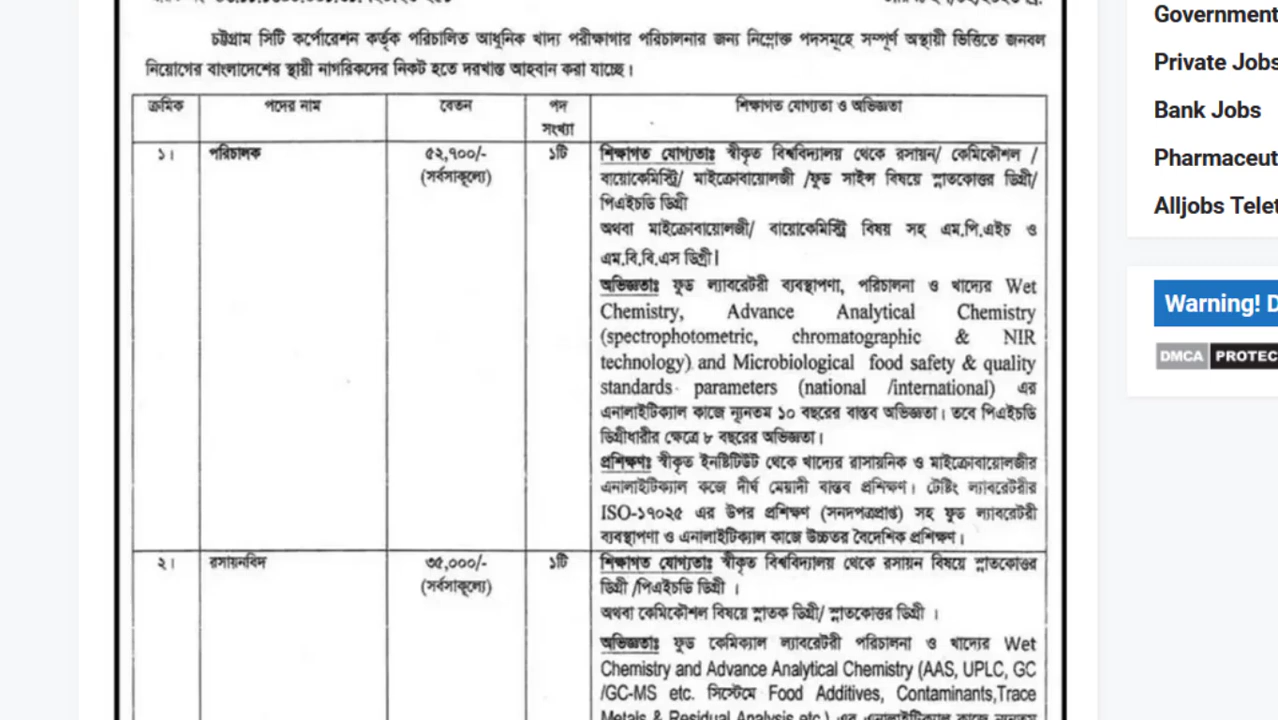 চট্টগ্রাম সিটি কর্পোরেশন কর্তৃক পরিচালিত আধুনিক খাদ্য পরীক্ষাগার পরিচালনার জন্য নিম্নোক্ত পদসমূহে সম্পূর্ণ অস্থায়ী ভিত্তিতে জনবল
নিয়োগের বাংলাদেশের স্থায়ী নাগরিকদের নিকট হতে দরখাস্ত আহবান করা যাচ্ছে।
ক্রমিক পদের নাম বেতন পদ সংখ্যা শিক্ষাগত যোগ্যতা ও অভিজ্ঞতা
১। পরিচালক ৫২,৭০০/- (সর্বসাকূল্যে) ১টি
শিক্ষাগত যোগ্যতাঃ স্বীকৃত বিশ্ববিদ্যালয় থেকে রসায়ন/ কেমিকৌশল /
বায়োকেমিস্ট্রি/ মাইক্রোবায়োলজী /ফুড সাইন্স বিষয়ে স্নাতকোত্তর ডিগ্রী/
পিএইচডি ডিগ্রী
অথবা মাইক্রোবায়োলজী/ বায়োকেমিস্ট্রি বিষয় সহ এম.পি.এইচ ও
এম.বি.বি.এস ডিগ্রী।
অভিজ্ঞতাঃ ফুড ল্যাবরেটরী ব্যবস্থাপণা, পরিচালনা ও খাদ্যের Wet
Chemistry, Advance Analytical Chemistry
(spectrophotometric, chromatographic & NIR
technology) and Microbiological food safety & quality
standards parameters (national /international) এর
এনালাইটিক্যাল কাজে ন্যূনতম ১০ বছরের বাস্তব অভিজ্ঞতা। তবে পিএইচডি
ডিগ্রীধারীর ক্ষেত্রে ৮ বছরের অভিজ্ঞতা।
প্রশিক্ষণঃ স্বীকৃত ইনষ্টিটিউট থেকে খাদ্যের রাসায়নিক ও মাইক্রোবায়োলজীর
এনালাইটিক্যাল কজে দীর্ঘ মেয়াদী বাস্তব প্রশিক্ষণ। টেষ্টিং ল্যাবরেটরীর
ISO-১৭০২৫ এর উপর প্রশিক্ষণ (সনদপত্রপ্রাপ্ত) সহ ফুড ল্যাবরেটরী
ব্যবস্থাপণা ও এনালাইটিক্যাল কাজে উচ্চতর বৈদেশিক প্রশিক্ষণ।
২। রসায়নবিদ ৩৫,০০০/- (সর্বসাকূল্যে) ১টি
শিক্ষাগত যোগ্যতাঃ স্বীকৃত বিশ্ববিদ্যালয় থেকে রসায়ন বিষয়ে স্নাতকোত্তর
ডিগ্রী /পিএইচডি ডিগ্রী ।
অথবা কেমিকৌশল বিষয়ে স্নাতক ডিগ্রী/ স্নাতকোত্তর ডিগ্রী ।
অভিজ্ঞতাঃ ফুড কেমিক্যাল ল্যাবরেটরী পরিচালনা ও খাদ্যের Wet
Chemistry and Advance Analytical Chemistry (AAS, UPLC, GC
/GC-MS etc. সিস্টেমে Food Additives, Contaminants,Trace
Metals & Residual Analysis etc.) এর এনালাইটিক্যাল কাজে ন্যূনতম
Government
Private Jobs
Bank Jobs
Pharmaceut
Alljobs Telet
Warning! D
DMCA PROTEC